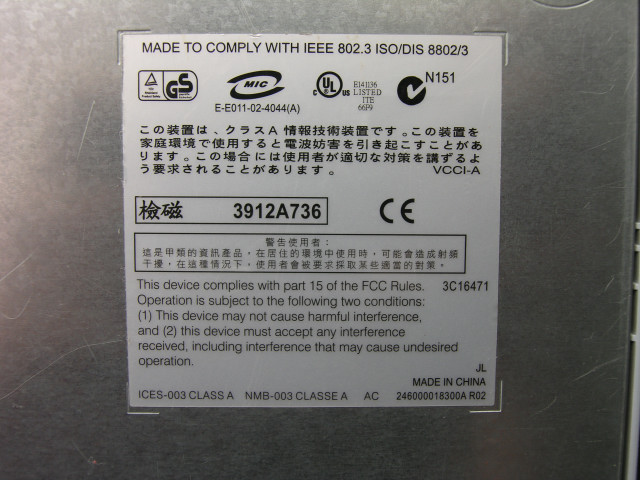 MADE TO COMPLY WITH IEEE 802.3 ISO/DIS 8802/3
GS
MIC
E-E011-02-4044(A)
C UL US
E141136
LISTED
ITE
66F9
N151
この装置は、クラスA 情報技術装置です。この装置を
家庭環境で使用すると電波妨害を引き起こすことがあ
ります。この場合には使用者が適切な対策を講ずるよ
う要求されることがあります。 VCCI-A
檢磁 3912A736
CE
警告使用者:
這是甲類的資訊產品，在居住的環境中使用時，可能會造成射頻
干擾，在這種情況下，使用者會被要求採取某些適當的對策。
This device complies with part 15 of the FCC Rules. 3C16471
Operation is subject to the following two conditions:
(1) This device may not cause harmful interference,
and (2) this device must accept any interference
received, including interference that may cause undesired
operation.
JL
MADE IN CHINA
ICES-003 CLASS A NMB-003 CLASSE A AC 246000018300A R02